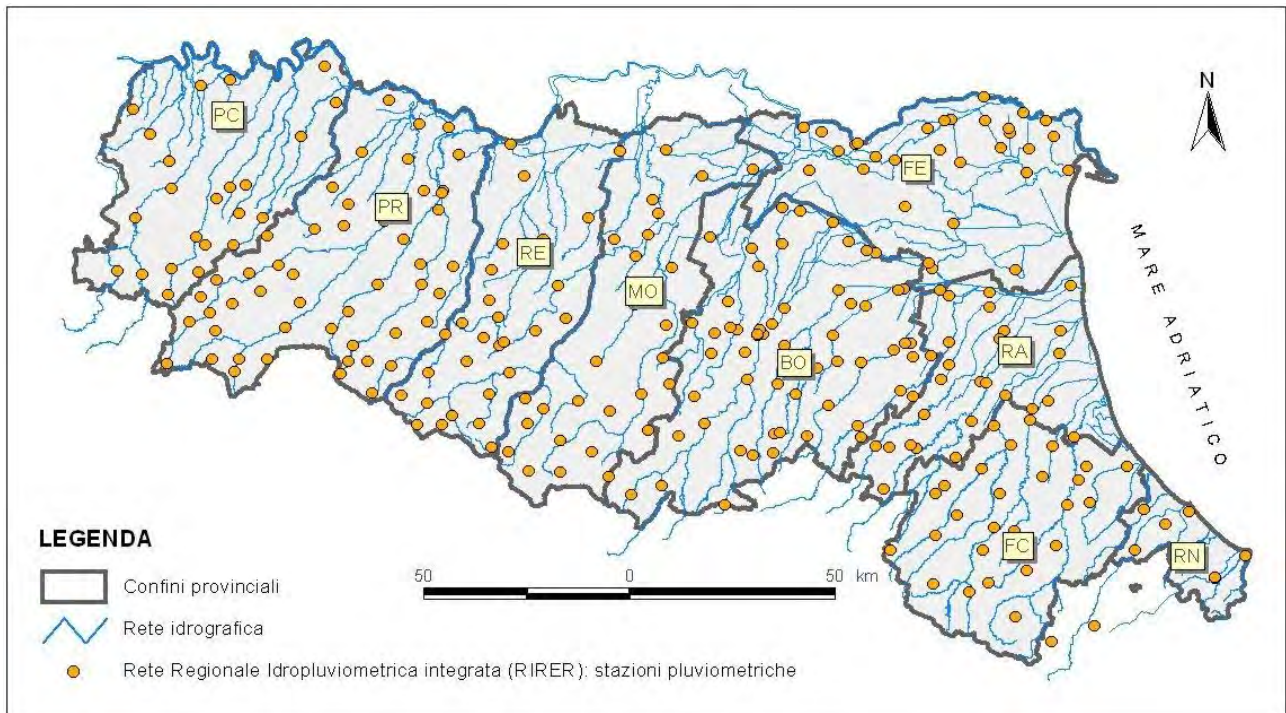 N
PC
FE
PR
RE
MO
MARE ADRIATICO
BO
RA
FC
RN
LEGENDA
Confini provinciali
50 0 50 km
Rete idrografica
Rete Regionale Idropluviometrica integrata (RIRER): stazioni pluviometriche